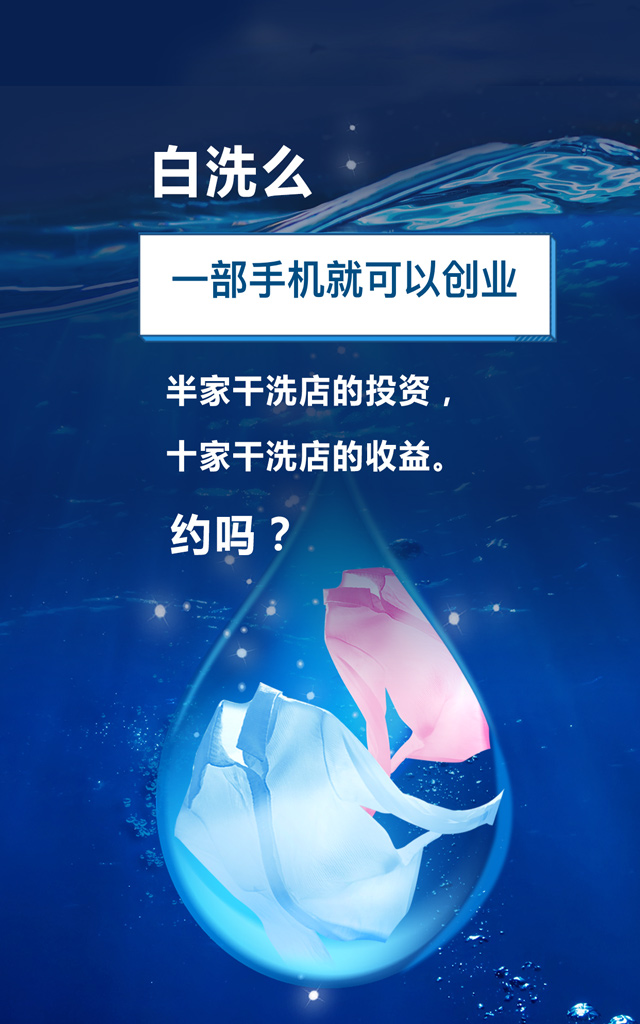 白洗么
一部手机就可以创业
半家干洗店的投资，
十家干洗店的收益。
约吗？